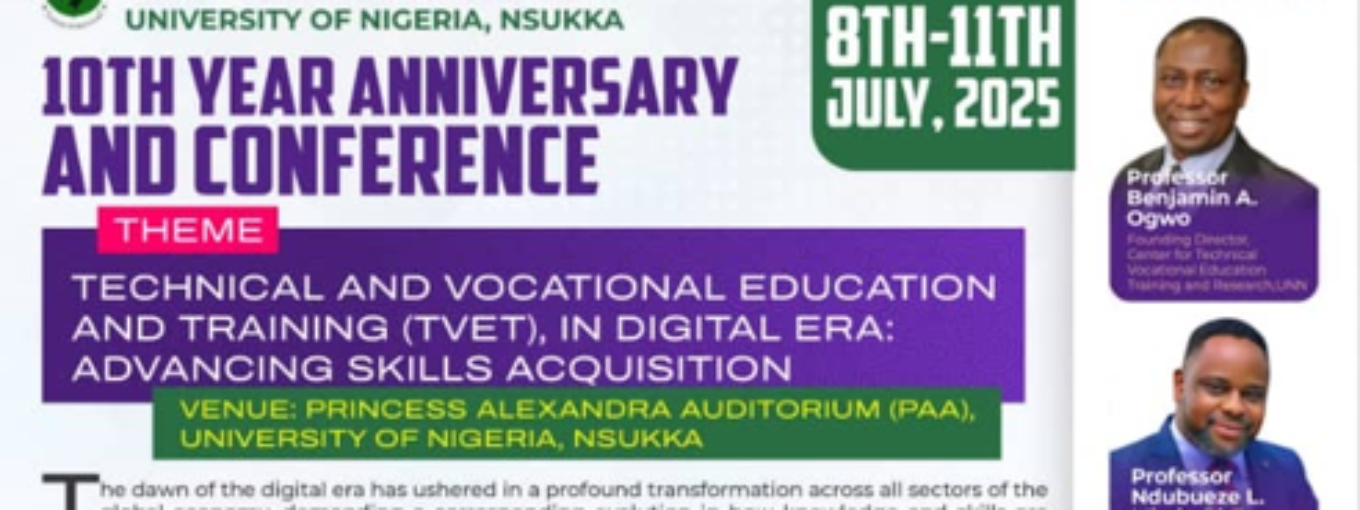 UNIVERSITY OF NIGERIA, NSUKKA
10TH YEAR ANNIVERSARY
AND CONFERENCE
8TH-11TH
JULY, 2025
THEME
TECHNICAL AND VOCATIONAL EDUCATION
AND TRAINING (TVET), IN DIGITAL ERA:
ADVANCING SKILLS ACQUISITION
VENUE: PRINCESS ALEXANDRA AUDITORIUM (PAA),
UNIVERSITY OF NIGERIA, NSUKKA
The dawn of the digital era has ushered in a profound transformation across all sectors of the
Professor
Benjamin A.
Ogwo
Founding Director,
Center for Technical
Vocational Education
Training and Research,UNN
Professor
Ndubueze L.